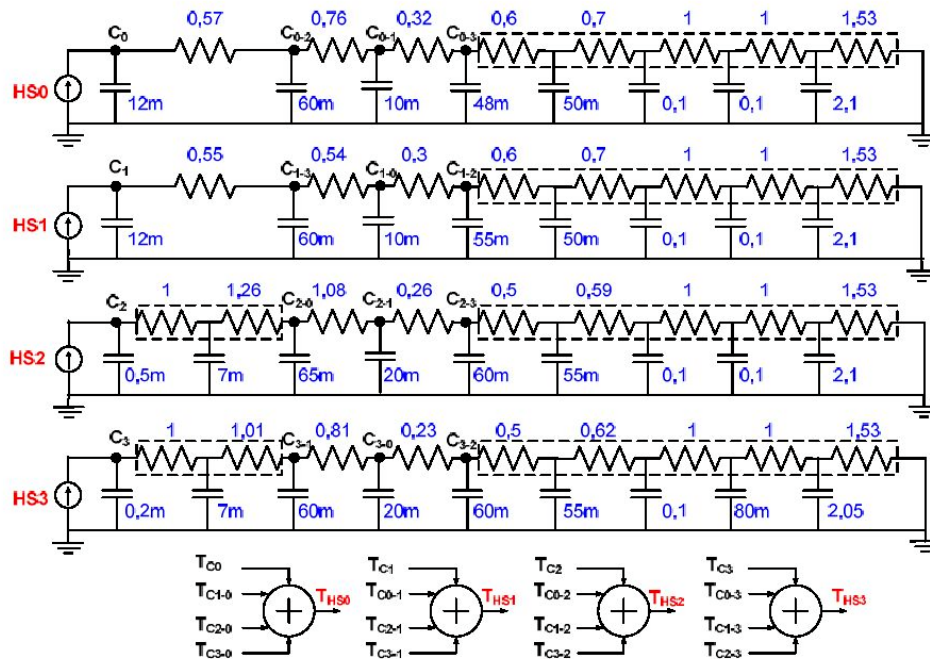 0,57 0,76 0,32 0,6 0,7 1 1 1,53
C0 C0-2 C0-1 C0-3
HS0
12m 60m 10m 48m 50m 0,1 0,1 2,1
0,55 0,54 0,3 0,6 0,7 1 1 1,53
C1 C1-3 C1-0 C1-2
HS1
12m 60m 10m 55m 50m 0,1 0,1 2,1
1 1,26 1,08 0,26 0,5 0,59 1 1 1,53
C2 C2-0 C2-1 C2-3
HS2
0,5m 7m 65m 20m 60m 55m 0,1 0,1 2,1
1 1,01 0,81 0,23 0,5 0,62 1 1 1,53
C3 C3-1 C3-0 C3-2
HS3
0,2m 7m 60m 20m 60m 55m 0,1 80m 2,05
TC0 TC1 TC2 TC3
TC1-0 THS0 TC0-1 THS1 TC0-2 THS2 TC0-3 THS3
TC2-0 TC2-1 TC1-2 TC1-3
TC3-0 TC3-1 TC3-2 TC2-3